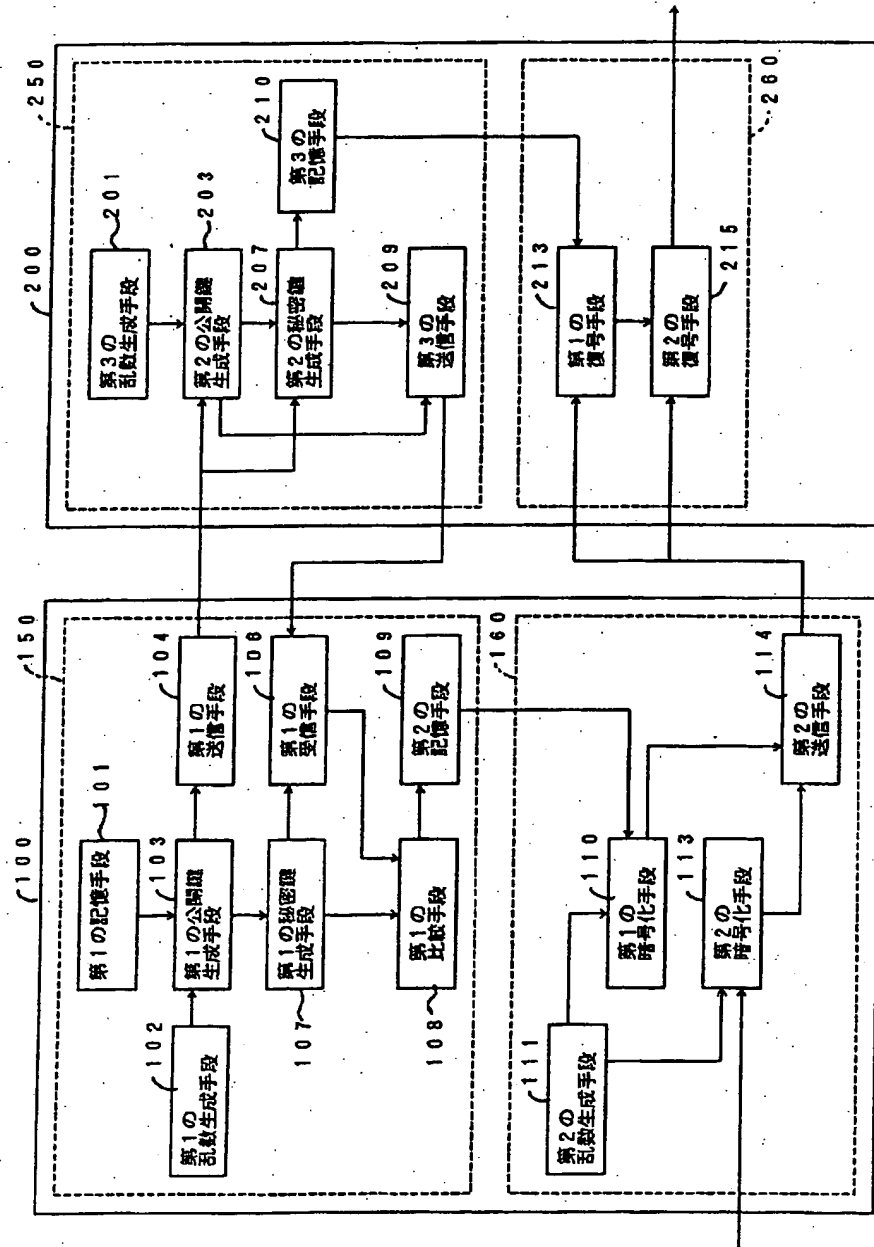 100
150
第1の記憶手段
101
102
第1の
乱数生成手段
103
第1の公開鍵
生成手段
104
第1の
送信手段
107
第1の秘密鍵
生成手段
106
第1の
受信手段
108
第1の
比較手段
109
第2の
記憶手段
160
111
第2の
乱数生成手段
110
第1の
暗号化手段
113
第2の
暗号化手段
114
第2の
送信手段
200
250
第3の
乱数生成手段
201
第2の公開鍵
生成手段
203
第2の秘密鍵
生成手段
207
第3の
記憶手段
210
第3の
送信手段
209
260
213
第1の
復号手段
第2の
復号手段
215